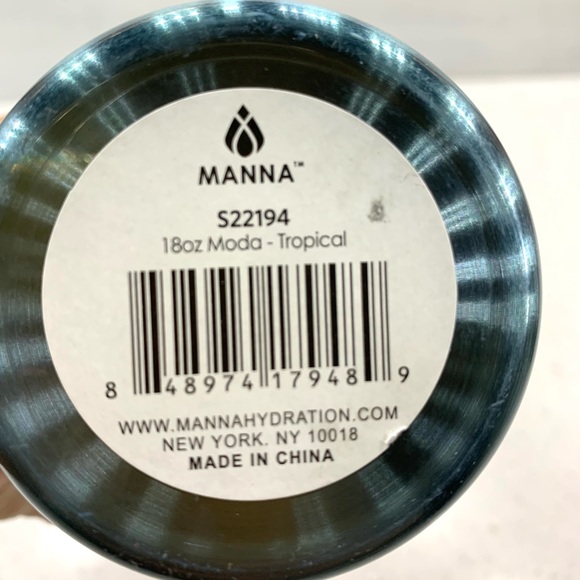 MANNA™
S22194
18oz Moda - Tropical
8 48974 17948 9
WWW.MANNAHYDRATION.COM
NEW YORK. NY 10018
MADE IN CHINA